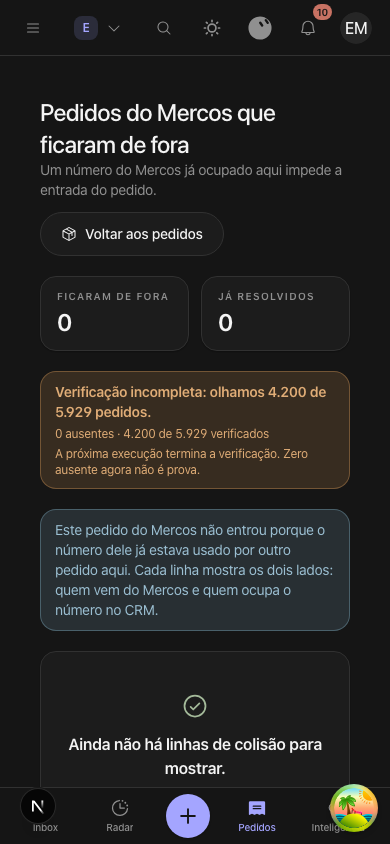 E
10
EM
Pedidos do Mercos que
ficaram de fora
Um número do Mercos já ocupado aqui impede a
entrada do pedido.
Voltar aos pedidos
FICARAM DE FORA
0
JÁ RESOLVIDOS
0
Verificação incompleta: olhamos 4.200 de
5.929 pedidos.
0 ausentes · 4.200 de 5.929 verificados
A próxima execução termina a verificação. Zero
ausente agora não é prova.
Este pedido do Mercos não entrou porque o
número dele já estava usado por outro
pedido aqui. Cada linha mostra os dois lados:
quem vem do Mercos e quem ocupa o
número no CRM.
Ainda não há linhas de colisão para
mostrar.
N
Inbox
Radar
Pedidos